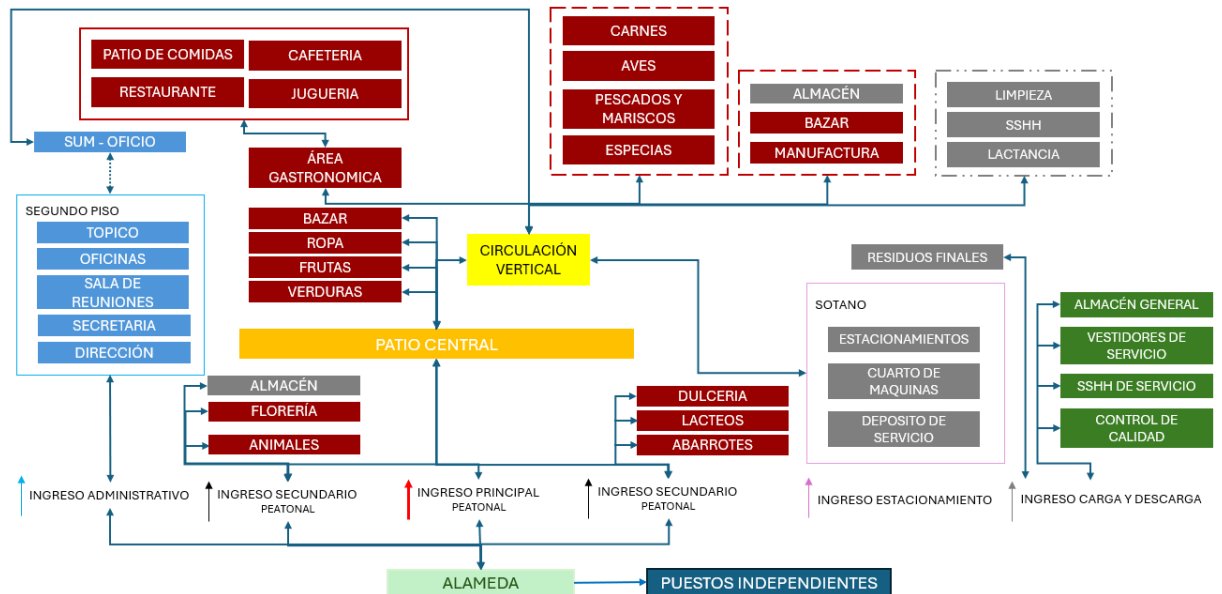 PATIO DE COMIDAS
CAFETERIA
RESTAURANTE
JUGUERIA
CARNES
AVES
PESCADOS Y
MARISCOS
ESPECIAS
ALMACÉN
BAZAR
MANUFACTURA
LIMPIEZA
SSHH
LACTANCIA
SUM - OFICIO
ÁREA
GASTRONOMICA
SEGUNDO PISO
TOPICO
OFICINAS
SALA DE
REUNIONES
SECRETARIA
DIRECCIÓN
BAZAR
ROPA
FRUTAS
VERDURAS
CIRCULACIÓN
VERTICAL
PATIO CENTRAL
RESIDUOS FINALES
SOTANO
ESTACIONAMIENTOS
CUARTO DE
MAQUINAS
DEPOSITO DE
SERVICIO
ALMACÉN GENERAL
VESTIDORES DE
SERVICIO
SSHH DE SERVICIO
CONTROL DE
CALIDAD
ALMACÉN
FLORERÍA
ANIMALES
DULCERIA
LACTEOS
ABARROTES
INGRESO ADMINISTRATIVO
INGRESO SECUNDARIO
PEATONAL
INGRESO PRINCIPAL
PEATONAL
INGRESO SECUNDARIO
PEATONAL
INGRESO ESTACIONAMIENTO
INGRESO CARGA Y DESCARGA
ALAMEDA
PUESTOS INDEPENDIENTES